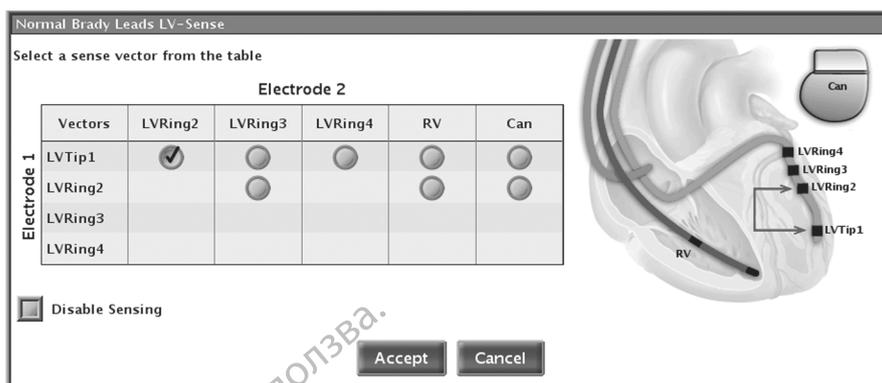 Normal Brady Leads LV-Sense
Select a sense vector from the table
Electrode 2
Electrode 1
Vectors LVRing2 LVRing3 LVRing4 RV Can
LVTip1
LVRing2
LVRing3
LVRing4
Disable Sensing
Accept Cancel
Can
LVRing4
LVRing3
LVRing2
LVTip1
RV